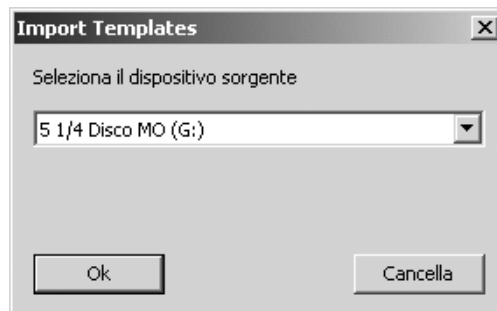 Import Templates
Seleziona il dispositivo sorgente
5 1/4 Disco MO (G:)
Ok
Cancella